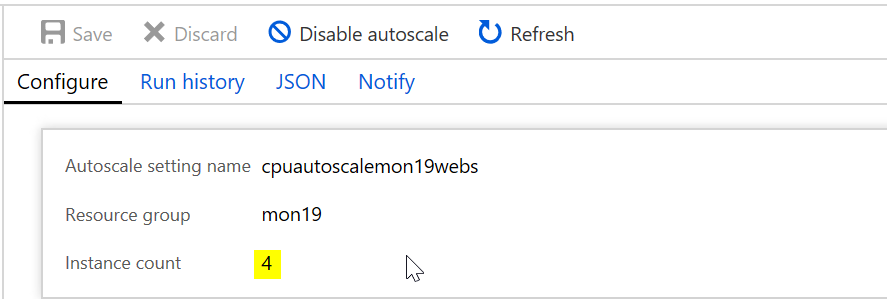 Save Discard Disable autoscale Refresh
Configure Run history JSON Notify
Autoscale setting name cpuautoscalemon19webs
Resource group mon19
Instance count 4